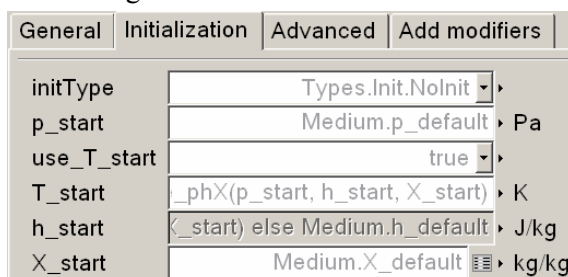 General Initialization Advanced Add modifiers
initType Types.Init.NoInit
p_start Medium.p_default Pa
use_T_start true
T_start _phX(p_start, h_start, X_start) K
h_start X_start) else Medium.h_default J/kg
X_start Medium.X_default kg/kg